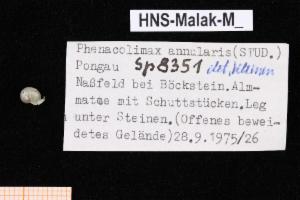 HNS-Malak-M_
Phenacolimax annularis(STUD.)
Pongau Sp8351 det.
Naßfeld bei Böckstein.Alm-
matte mit Schuttstücken.Leg
unter Steinen.(Offenes bewei-
detes Gelände)28.9.1975/26